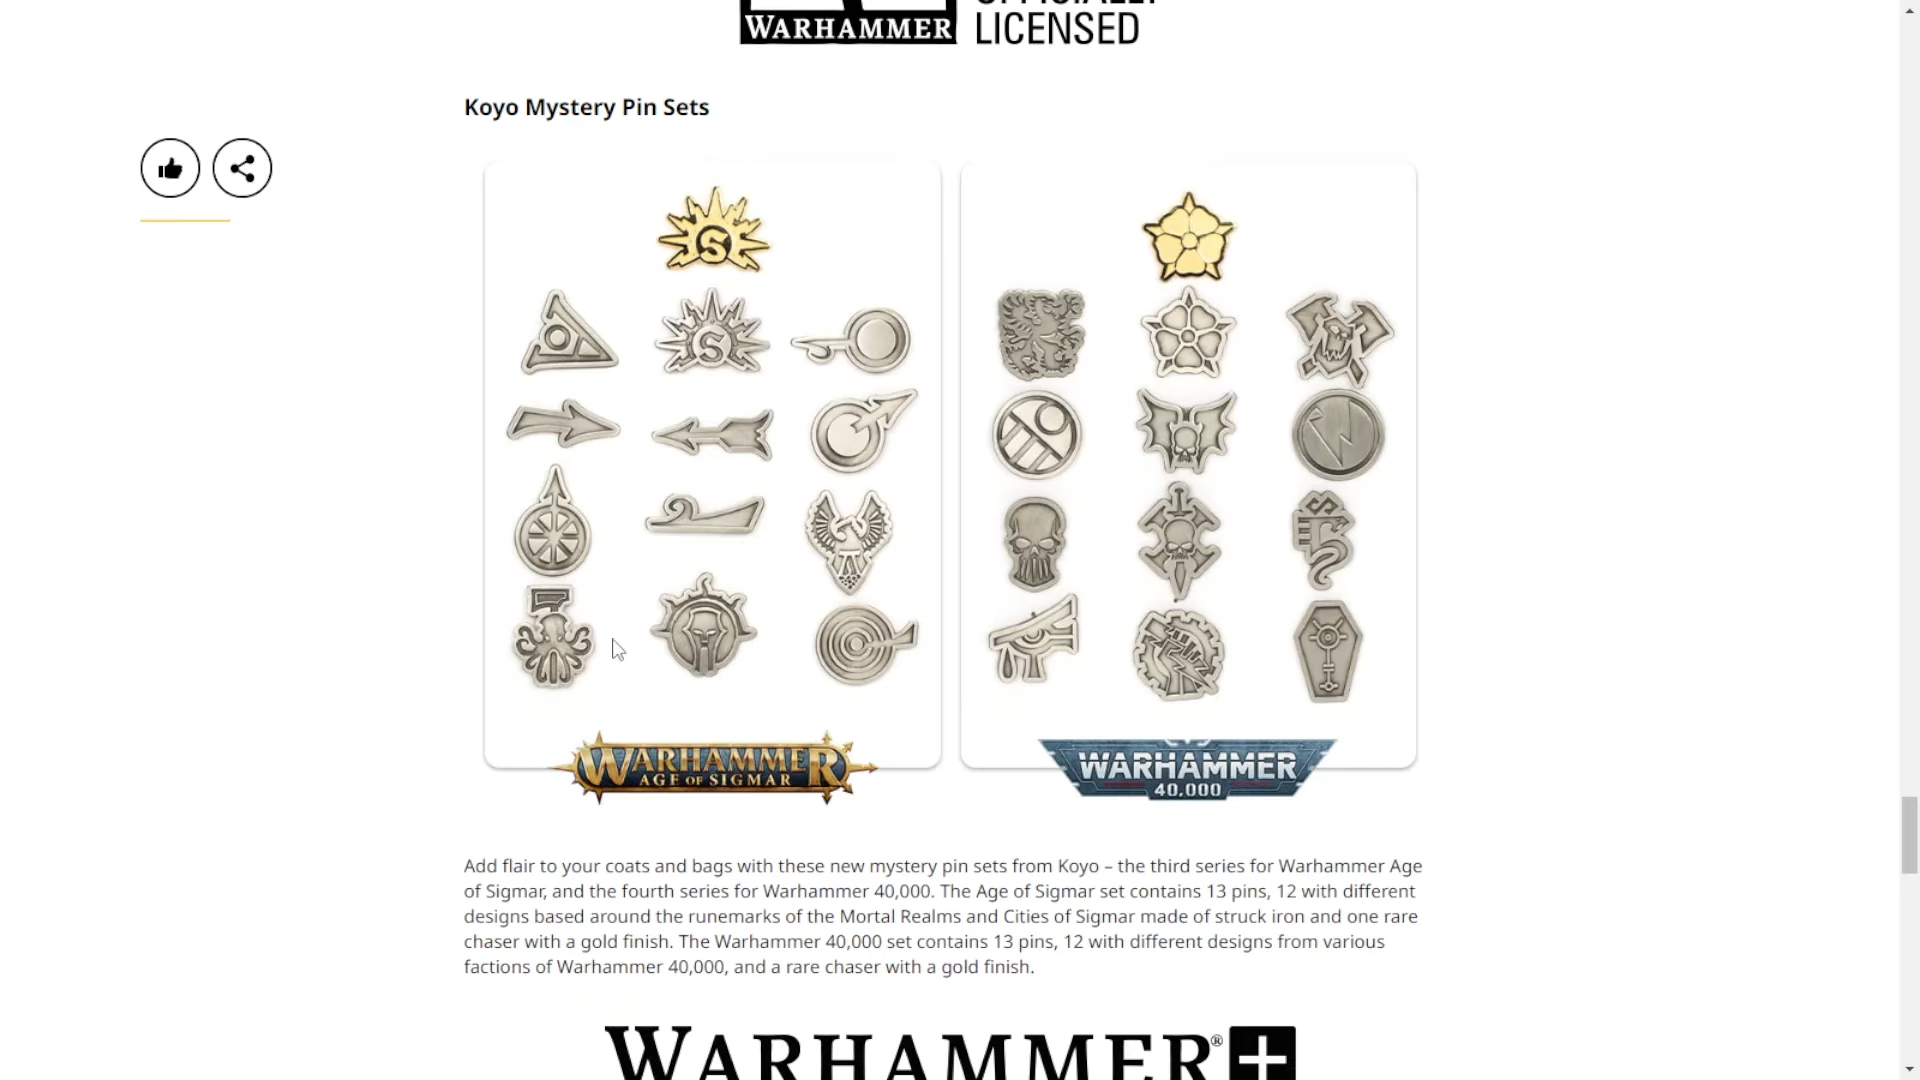 WARHAMMER
LICENSED
Koyo Mystery Pin Sets
S
S
WARHAMMER
AGE OF SIGMAR
WARHAMMER
40,000
Add flair to your coats and bags with these new mystery pin sets from Koyo – the third series for Warhammer Age
of Sigmar, and the fourth series for Warhammer 40,000. The Age of Sigmar set contains 13 pins, 12 with different
designs based around the runemarks of the Mortal Realms and Cities of Sigmar made of struck iron and one rare
chaser with a gold finish. The Warhammer 40,000 set contains 13 pins, 12 with different designs from various
factions of Warhammer 40,000, and a rare chaser with a gold finish.
WARHAMMER®+